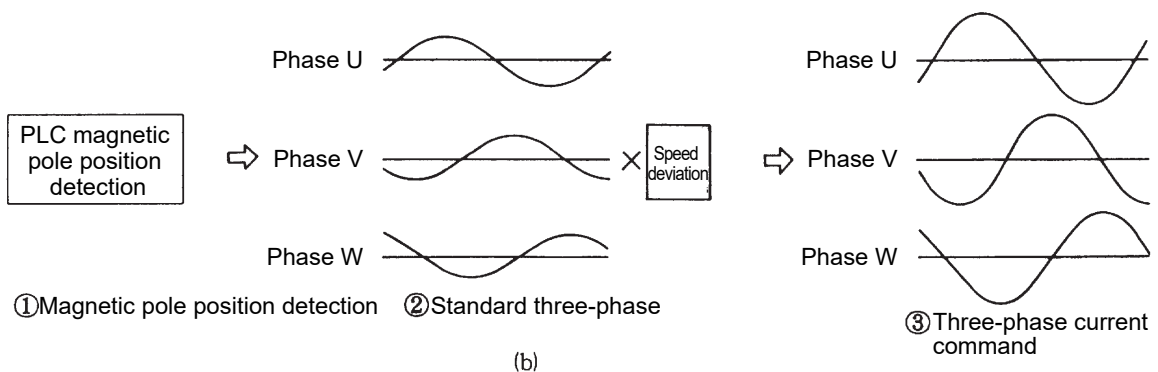 Phase U
Phase U
PLC magnetic
pole position
detection
Phase V
×
Speed
deviation
Phase V
Phase W
Phase W
①Magnetic pole position detection
②Standard three-phase
③Three-phase current
command
(b)